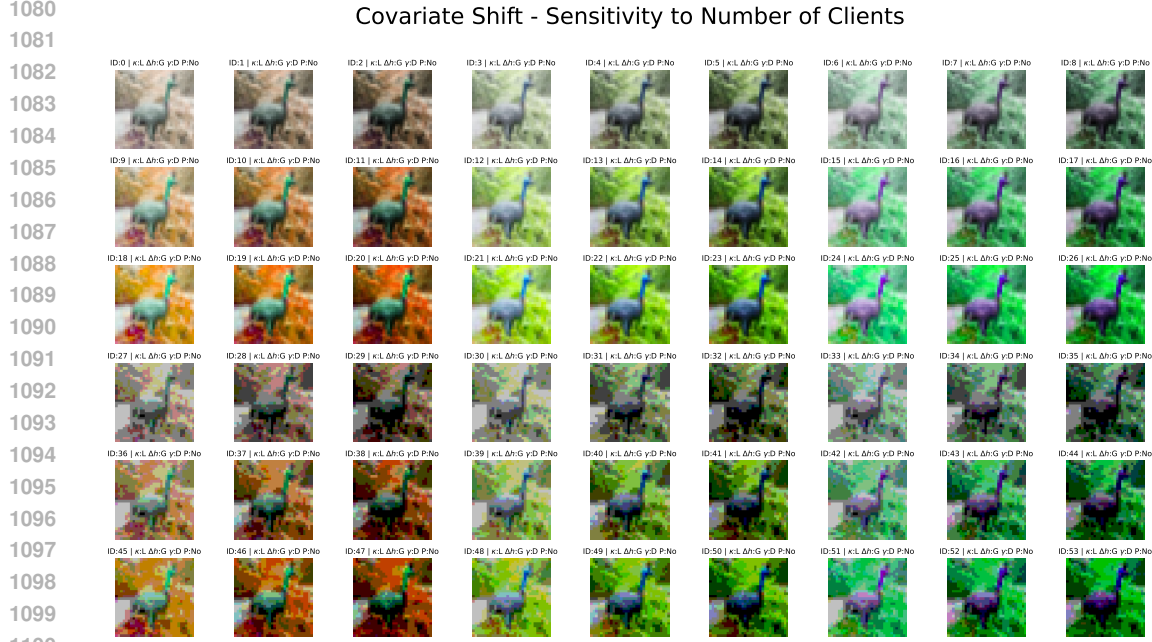 1080
Covariate Shift - Sensitivity to Number of Clients
1081
1082
ID:0 | κ:L Δh:G γ:D P:No ID:1 | κ:L Δh:G γ:D P:No ID:2 | κ:L Δh:G γ:D P:No ID:3 | κ:L Δh:G γ:D P:No ID:4 | κ:L Δh:G γ:D P:No ID:5 | κ:L Δh:G γ:D P:No ID:6 | κ:L Δh:G γ:D P:No ID:7 | κ:L Δh:G γ:D P:No ID:8 | κ:L Δh:G γ:D P:No
1083
1084
1085
ID:9 | κ:L Δh:G γ:D P:No ID:10 | κ:L Δh:G γ:D P:No ID:11 | κ:L Δh:G γ:D P:No ID:12 | κ:L Δh:G γ:D P:No ID:13 | κ:L Δh:G γ:D P:No ID:14 | κ:L Δh:G γ:D P:No ID:15 | κ:L Δh:G γ:D P:No ID:16 | κ:L Δh:G γ:D P:No ID:17 | κ:L Δh:G γ:D P:No
1086
1087
1088
ID:18 | κ:L Δh:G γ:D P:No ID:19 | κ:L Δh:G γ:D P:No ID:20 | κ:L Δh:G γ:D P:No ID:21 | κ:L Δh:G γ:D P:No ID:22 | κ:L Δh:G γ:D P:No ID:23 | κ:L Δh:G γ:D P:No ID:24 | κ:L Δh:G γ:D P:No ID:25 | κ:L Δh:G γ:D P:No ID:26 | κ:L Δh:G γ:D P:No
1089
1090
1091
ID:27 | κ:L Δh:G γ:D P:No ID:28 | κ:L Δh:G γ:D P:No ID:29 | κ:L Δh:G γ:D P:No ID:30 | κ:L Δh:G γ:D P:No ID:31 | κ:L Δh:G γ:D P:No ID:32 | κ:L Δh:G γ:D P:No ID:33 | κ:L Δh:G γ:D P:No ID:34 | κ:L Δh:G γ:D P:No ID:35 | κ:L Δh:G γ:D P:No
1092
1093
1094
ID:36 | κ:L Δh:G γ:D P:No ID:37 | κ:L Δh:G γ:D P:No ID:38 | κ:L Δh:G γ:D P:No ID:39 | κ:L Δh:G γ:D P:No ID:40 | κ:L Δh:G γ:D P:No ID:41 | κ:L Δh:G γ:D P:No ID:42 | κ:L Δh:G γ:D P:No ID:43 | κ:L Δh:G γ:D P:No ID:44 | κ:L Δh:G γ:D P:No
1095
1096
1097
ID:45 | κ:L Δh:G γ:D P:No ID:46 | κ:L Δh:G γ:D P:No ID:47 | κ:L Δh:G γ:D P:No ID:48 | κ:L Δh:G γ:D P:No ID:49 | κ:L Δh:G γ:D P:No ID:50 | κ:L Δh:G γ:D P:No ID:51 | κ:L Δh:G γ:D P:No ID:52 | κ:L Δh:G γ:D P:No ID:53 | κ:L Δh:G γ:D P:No
1098
1099